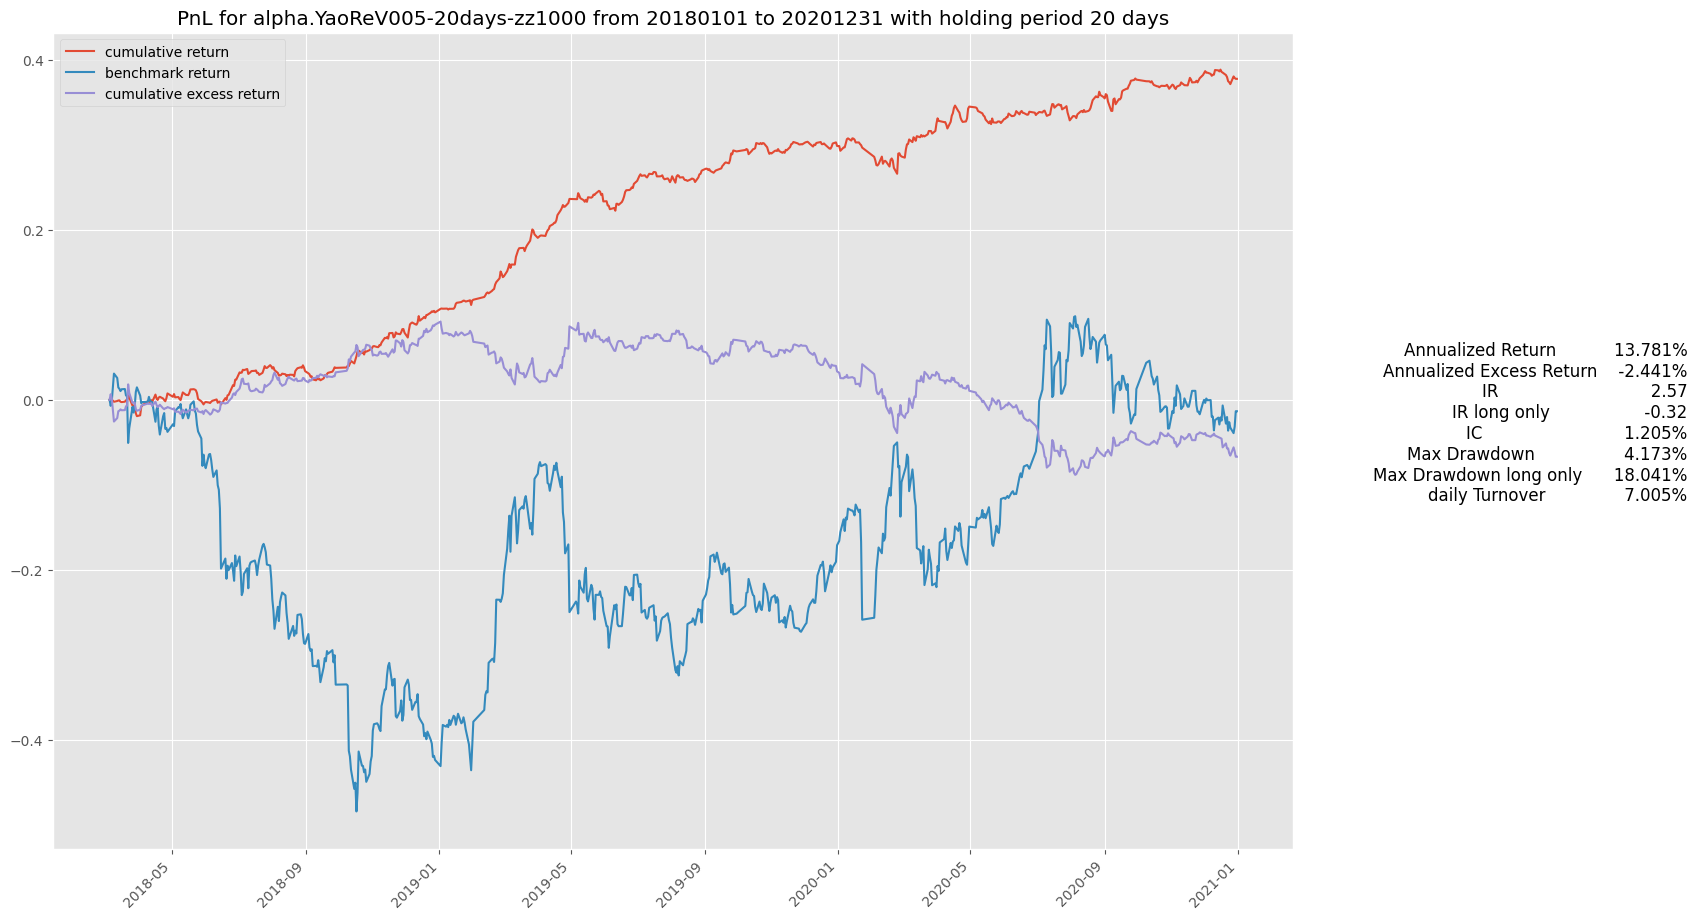 PnL for alpha.YaoReV005-20days-zz1000 from 20180101 to 20201231 with holding period 20 days
cumulative return
benchmark return
cumulative excess return
0.4
0.2
0.0
−0.2
−0.4
2018-05
2018-09
2019-01
2019-05
2019-09
2020-01
2020-05
2020-09
2021-01
Annualized Return 13.781%
Annualized Excess Return -2.441%
IR 2.57
IR long only -0.32
IC 1.205%
Max Drawdown 4.173%
Max Drawdown long only 18.041%
daily Turnover 7.005%